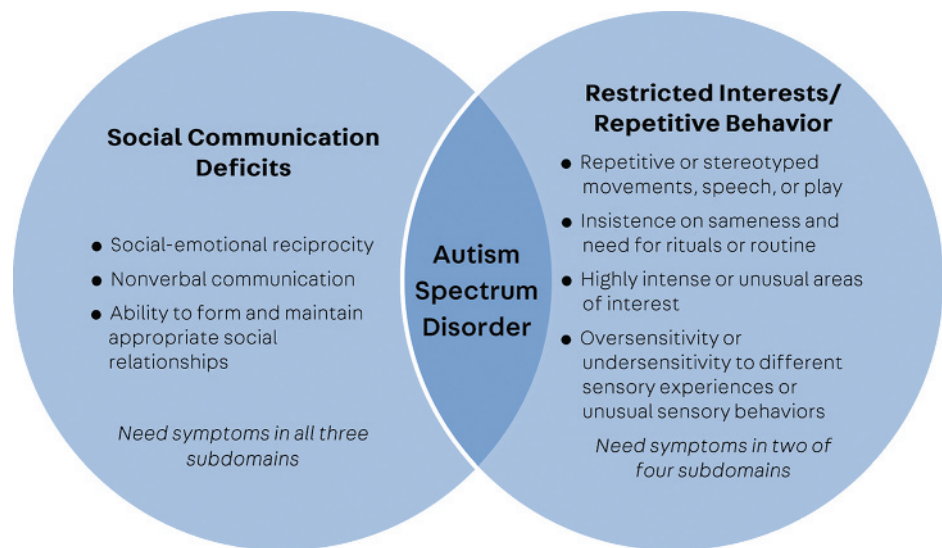 Social Communication
Deficits
● Social-emotional reciprocity
● Nonverbal communication
● Ability to form and maintain
appropriate social
relationships
Need symptoms in all three
subdomains
Autism
Spectrum
Disorder
Restricted Interests/
Repetitive Behavior
● Repetitive or stereotyped
movements, speech, or play
● Insistence on sameness and
need for rituals or routine
● Highly intense or unusual areas
of interest
● Oversensitivity or
undersensitivity to different
sensory experiences or
unusual sensory behaviors
Need symptoms in two of
four subdomains